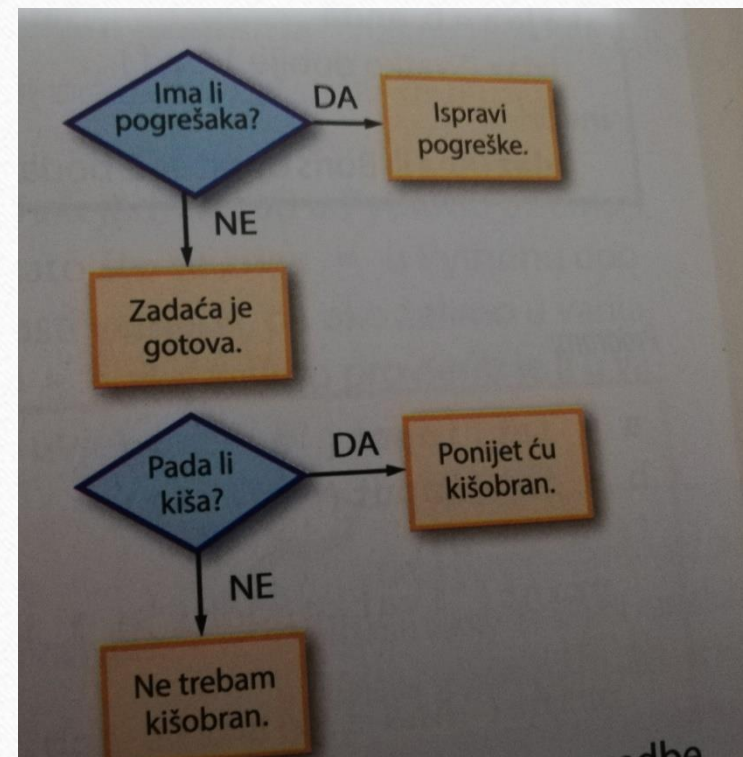 Ima li
pogrešaka?
DA
Ispravi
pogreške.
NE
Zadaća je
gotova.
Pada li
kiša?
DA
Ponijet ću
kišobran.
NE
Ne trebam
kišobran.